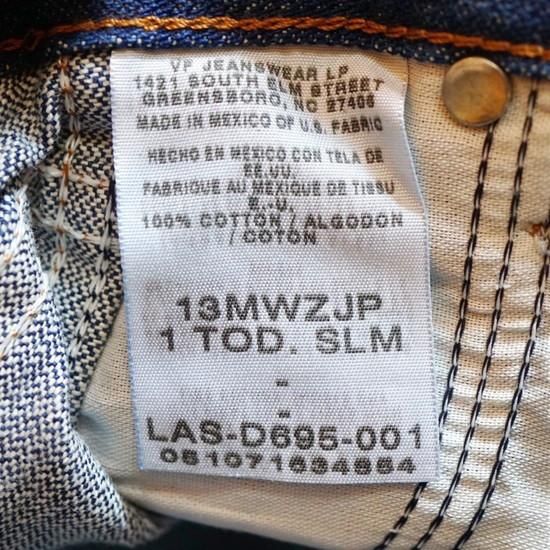 VF JEANSWEAR LP
1421 SOUTH ELM STREET
GREENSBORO, NC 27406
MADE IN MEXICO OF U.S. FABRIC
HECHO EN MÉXICO CON TELA DE
EE.UU.
FABRIQUE AU MEXIQUE DE TISSU
É.-U.
100% COTTON / ALGODON
/ COTON
13MWZJP
1 TOD. SLM
-
-
LAS-D695-001